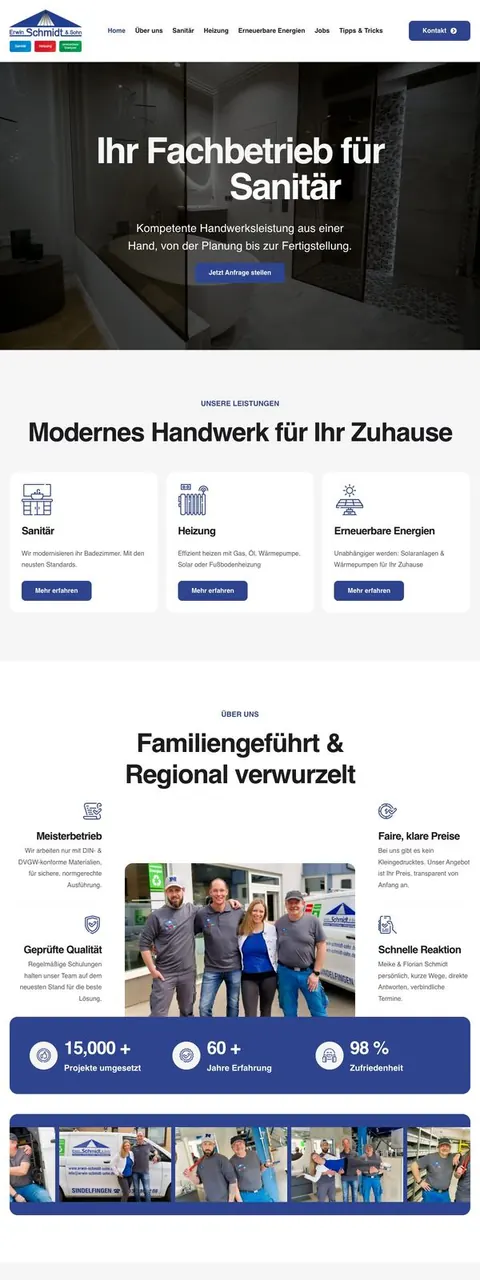 Erwin Schmidt & Sohn
Sanitär
Heizung
Home
Über uns
Sanitär
Heizung
Erneuerbare Energien
Jobs
Tipps & Tricks
Kontakt
Ihr Fachbetrieb für
Sanitär
Kompetente Handwerksleistung aus einer
Hand, von der Planung bis zur Fertigstellung.
Jetzt Anfrage stellen
UNSERE LEISTUNGEN
Modernes Handwerk für Ihr Zuhause
Sanitär
Wir modernisieren ihr Badezimmer. Mit den
neusten Standards.
Mehr erfahren
Heizung
Effizient heizen mit Gas, Öl. Wärmepumpe.
Solar oder Fußbodenheizung
Mehr erfahren
Erneuerbare Energien
Unabhängiger werden: Solaranlagen &
Wärmepumpen für Ihr Zuhause
Mehr erfahren
ÜBER UNS
Familiengeführt &
Regional verwurzelt
Meisterbetrieb
Wir arbeiten nur mit DIN- &
DVGW-konforme Materialien,
für sichere, normgerechte
Ausführung.
Geprüfte Qualität
Regelmäßige Schulungen
halten unser Team auf dem
neuesten Stand für die beste
Lösung.
Faire, klare Preise
Bei uns gibt es kein
Kleingedrucktes. Unser Angebot
ist Ihr Preis, transparent von
Anfang an.
Schnelle Reaktion
Meike & Florian Schmidt
persönlich, kurze Wege, direkte
Antworten, verbindliche
Termine.
Schmidt
SINDELFINGEN
15,000 +
Projekte umgesetzt
60 +
Jahre Erfahrung
98 %
Zufriedenheit
Schmidt
SINDELFINGEN